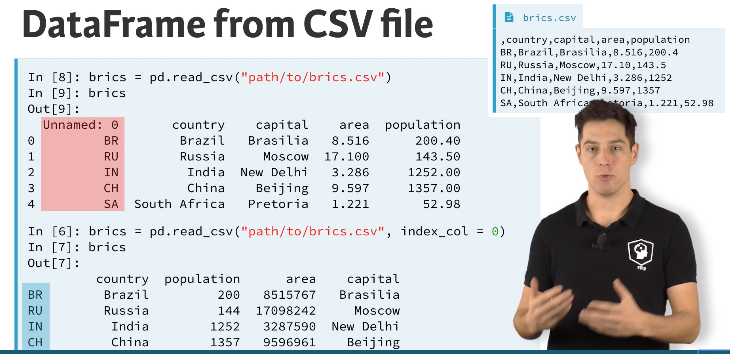 DataFrame from CSV file
brics.csv
,country,capital,area,population
BR,Brazil,Brasilia,8.516,200.4
RU,Russia,Moscow,17.10,143.5
IN,India,New Delhi,3.286,1252
CH,China,Beijing,9.597,1357
SA,South Africa,Pretoria,1.221,52.98
In [8]: brics = pd.read_csv("path/to/brics.csv")
In [9]: brics
Out[9]:
Unnamed: 0 country capital area population
0 BR Brazil Brasilia 8.516 200.40
1 RU Russia Moscow 17.100 143.50
2 IN India New Delhi 3.286 1252.00
3 CH China Beijing 9.597 1357.00
4 SA South Africa Pretoria 1.221 52.98
In [6]: brics = pd.read_csv("path/to/brics.csv", index_col = 0)
In [7]: brics
Out[7]:
country population area capital
BR Brazil 200 8515767 Brasilia
RU Russia 144 17098242 Moscow
IN India 1252 3287590 New Delhi
CH China 1357 9596961 Beijing